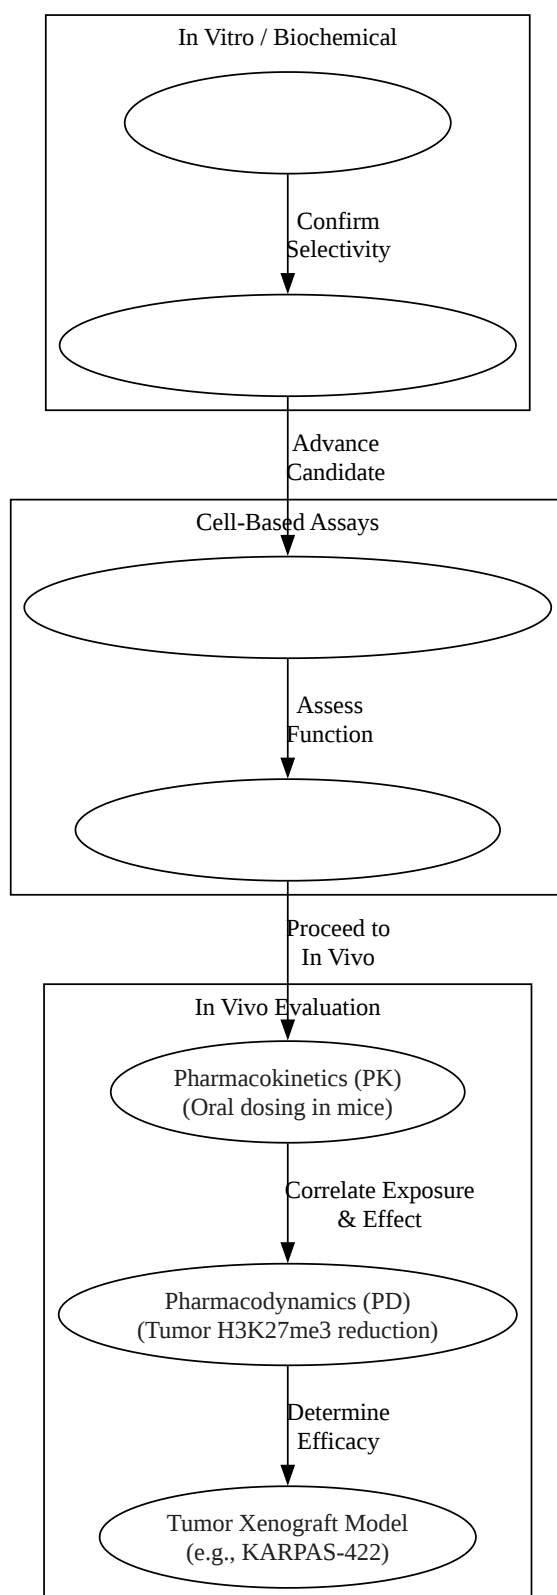 In Vitro / Biochemical
Confirm
Selectivity
Advance
Candidate
Cell-Based Assays
Assess
Function
Proceed to
In Vivo
In Vivo Evaluation
Pharmacokinetics (PK)
(Oral dosing in mice)
Correlate Exposure
& Effect
Pharmacodynamics (PD)
(Tumor H3K27me3 reduction)
Determine
Efficacy
Tumor Xenograft Model
(e.g., KARPAS-422)